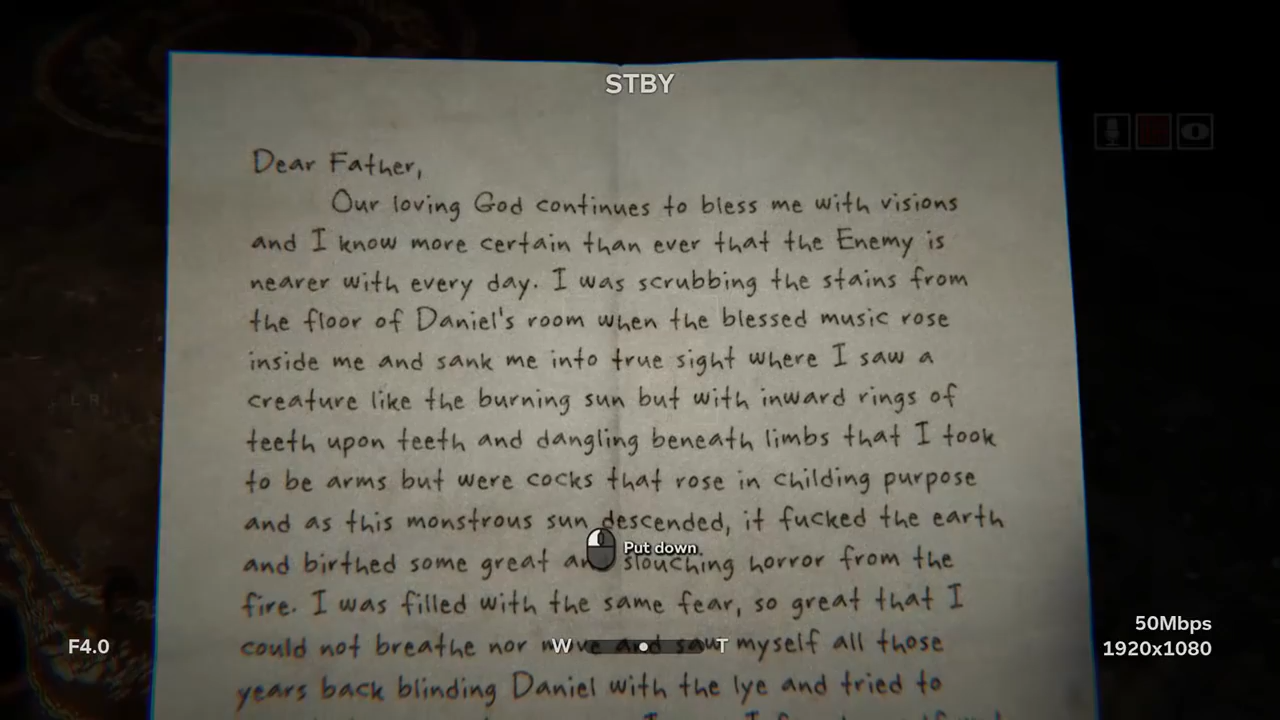 STBY
Dear Father,
Our loving God continues to bless me with visions
and I know more certain than ever that the Enemy is
nearer with every day. I was scrubbing the stains from
the floor of Daniel's room when the blessed music rose
inside me and sank me into true sight where I saw a
creature like the burning sun but with inward rings of
teeth upon teeth and dangling beneath limbs that I took
to be arms but were cocks that rose in childing purpose
and as this monstrous sun descended, it fucked the earth
Put down
and birthed some great and slouching horror from the
fire. I was filled with the same fear, so great that I
could not breathe nor move and saw myself all those
years back blinding Daniel with the lye and tried to
F4.0
W
T
50Mbps
1920x1080